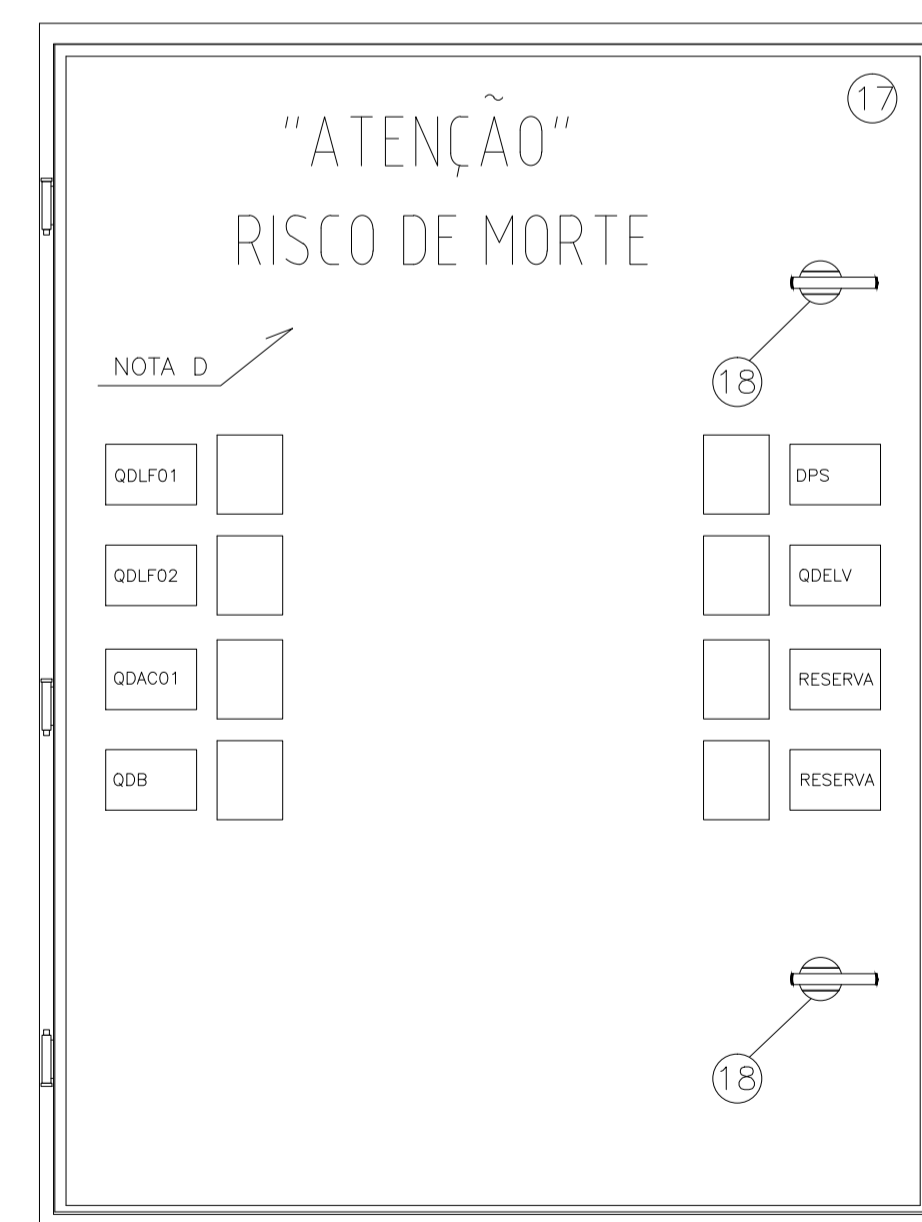 17
"ATENÇÃO"
RISCO DE MORTE
NOTA D
18
QDLF01
DPS
QDLF02
QDELV
QDAC01
RESERVA
QDB
RESERVA
18